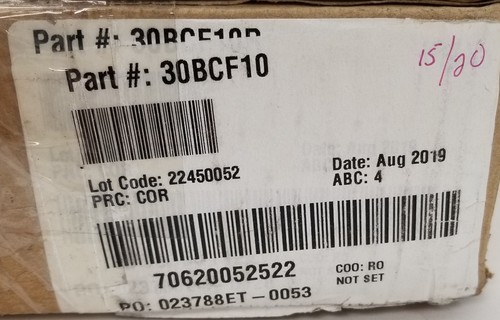 Part #: 30BCF10B
15/20
Part #: 30BCF10
Lot Code: 22450052
Date: Aug 2019
PRC: COR
ABC: 4
70620052522
COO: RO
NOT SET
PO: 023788ET-0053